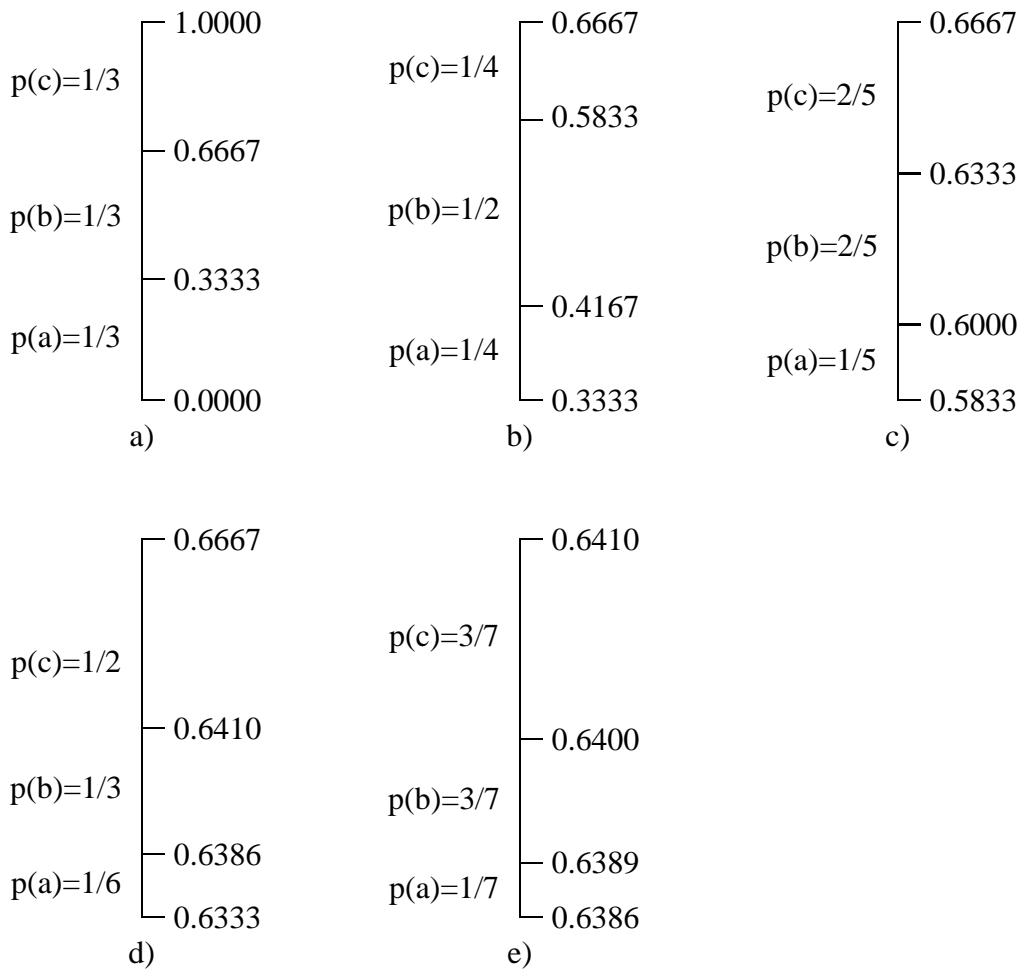 1.0000
p(c)=1/3
0.6667
p(b)=1/3
0.3333
p(a)=1/3
0.0000
a)
0.6667
p(c)=1/4
0.5833
p(b)=1/2
0.4167
p(a)=1/4
0.3333
b)
0.6667
p(c)=2/5
0.6333
p(b)=2/5
0.6000
p(a)=1/5
0.5833
c)
0.6667
p(c)=1/2
0.6410
p(b)=1/3
0.6386
p(a)=1/6
0.6333
d)
0.6410
p(c)=3/7
0.6400
p(b)=3/7
0.6389
p(a)=1/7
0.6386
e)